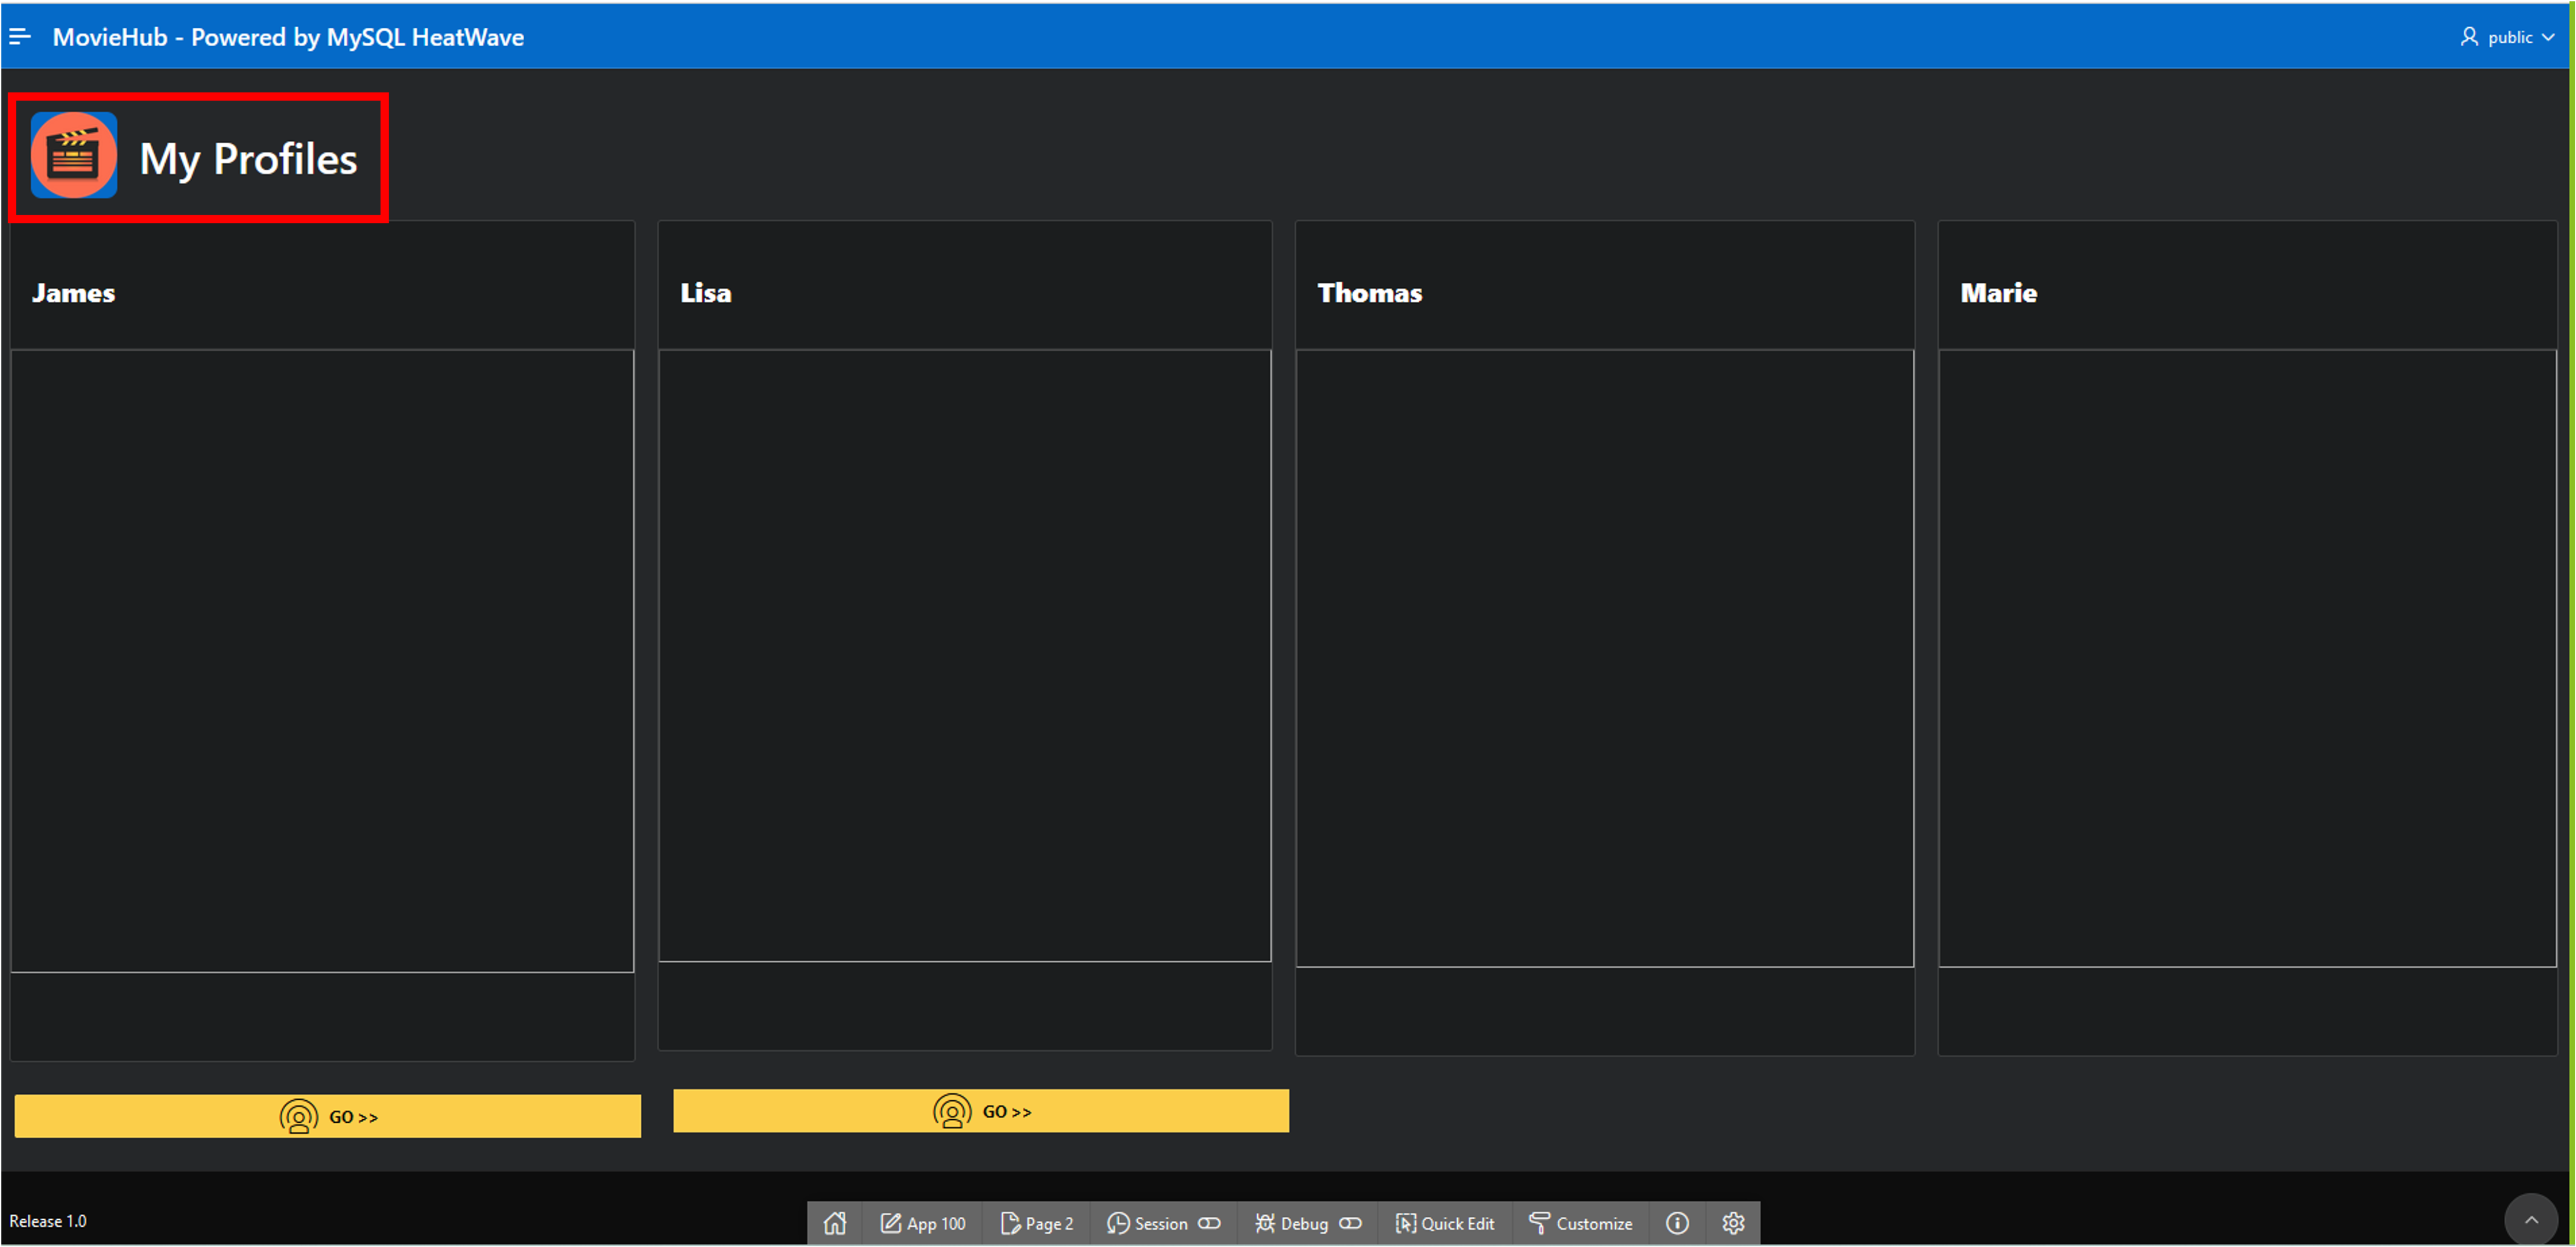 MovieHub - Powered by MySQL HeatWave
public
My Profiles
James
Lisa
Thomas
Marie
GO >>
GO >>
Release 1.0
App 100
Page 2
Session
Debug
Quick Edit
Customize